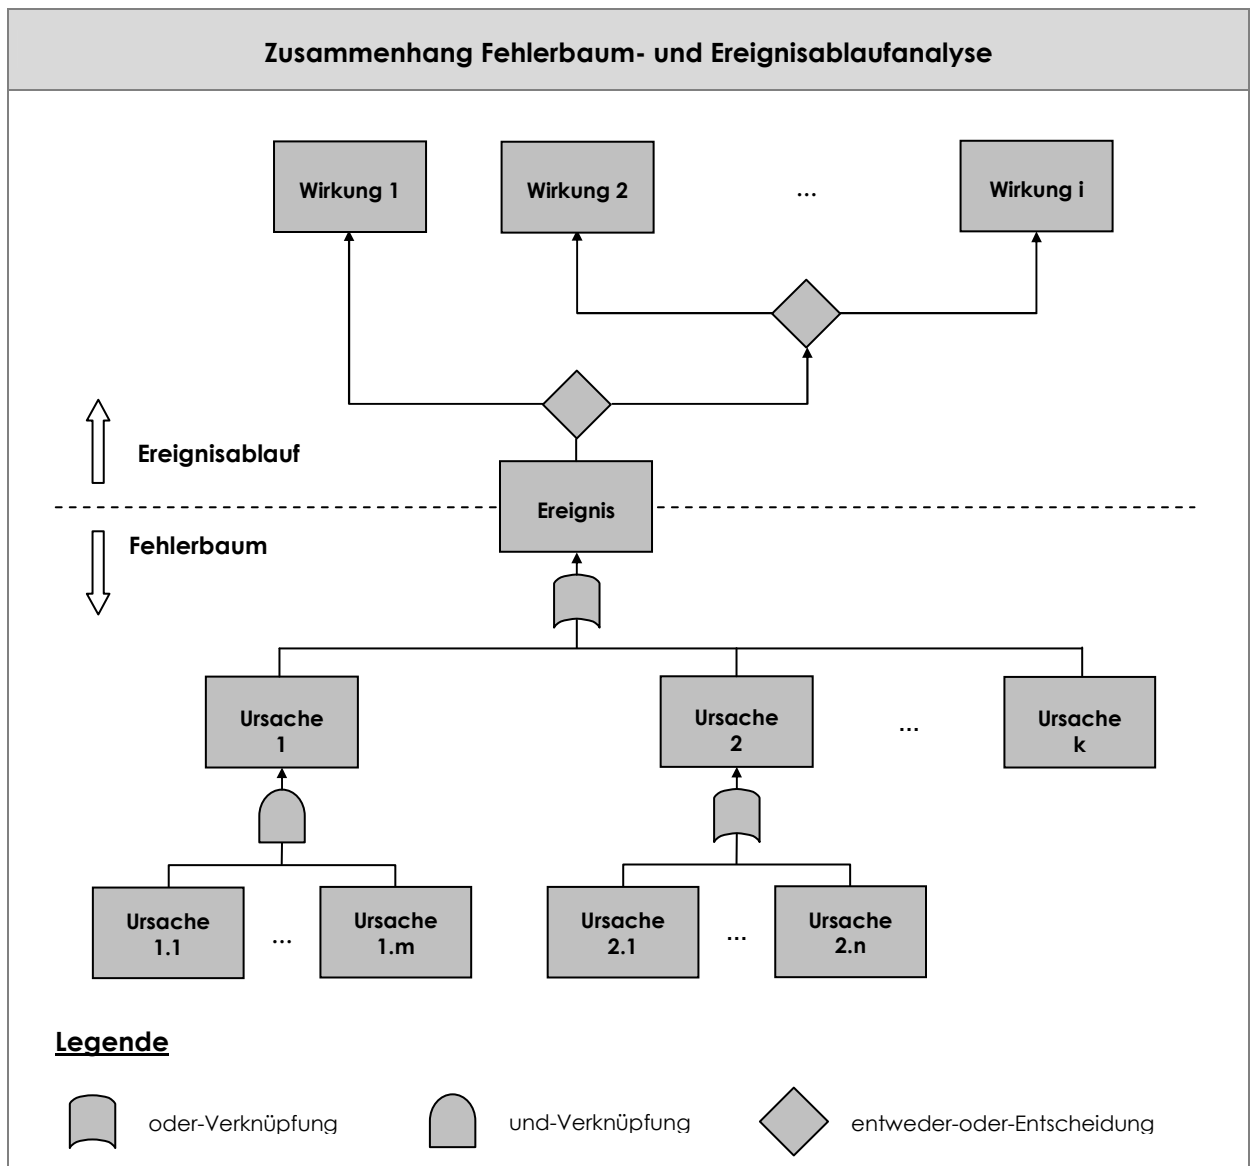 Zusammenhang Fehlerbaum- und Ereignisablaufanalyse
Wirkung 1
Wirkung 2
...
Wirkung i
Ereignisablauf
Ereignis
Fehlerbaum
Ursache
1
Ursache
2
...
Ursache
k
Ursache
1.1
...
Ursache
1.m
Ursache
2.1
...
Ursache
2.n
Legende
oder-Verknüpfung
und-Verknüpfung
entweder-oder-Entscheidung